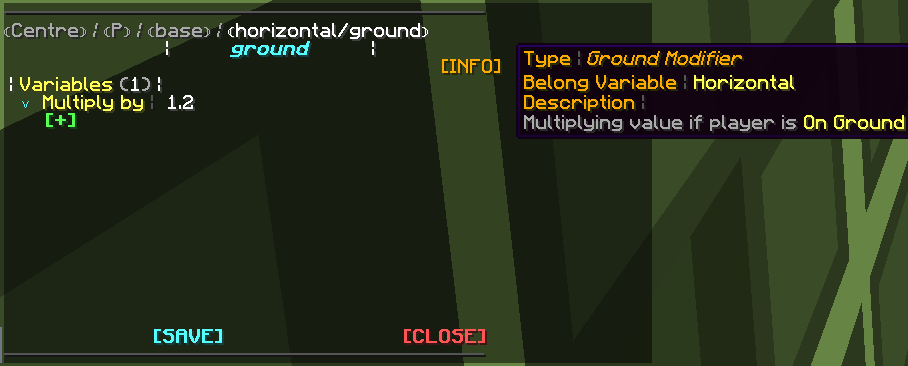 (Centre) / (P) / (base) / (horizontal/ground)
¦ ground ¦
[INFO]
Type ¦ Ground Modifier
Belong Variable ¦ Horizontal
Description ¦
Multiplying value if player is On Ground
¦ Variables (1) ¦
v Multiply by ¦ 1.2
[+]
[SAVE] [CLOSE]